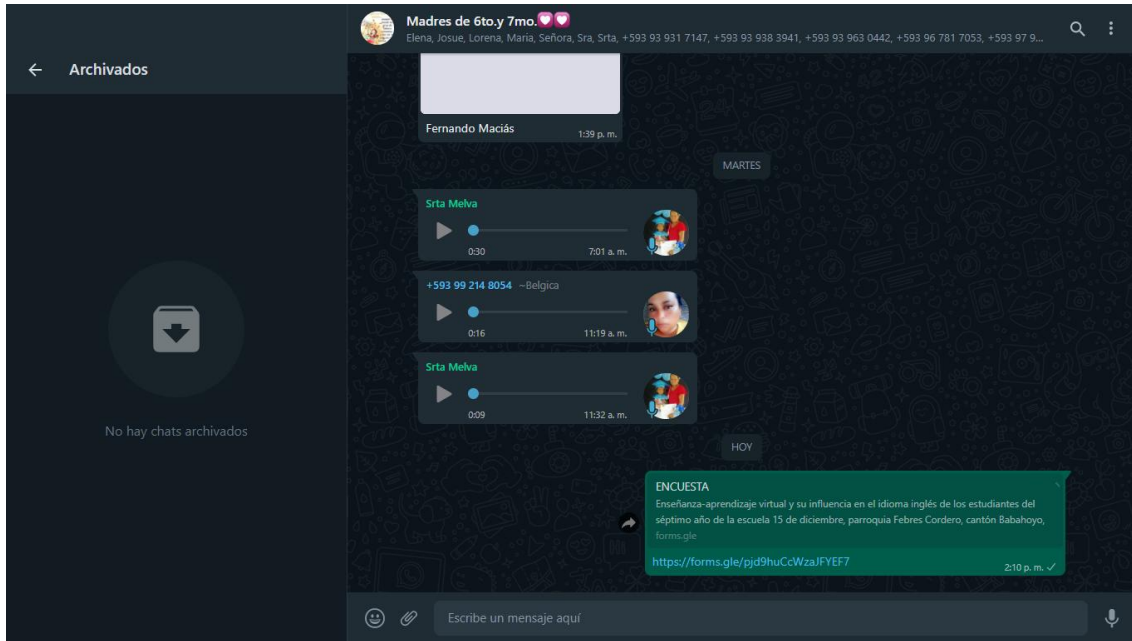 Archivados
No hay chats archivados
Madres de 6to.y 7mo.💟💟
Elena, Josue, Lorena, Maria, Señora, Sra, Srta, +593 93 931 7147, +593 93 938 3941, +593 93 963 0442, +593 96 781 7053, +593 97 9...
Fernando Maciás
1:39 p. m.
MARTES
Srta Melva
0:30 7:01 a. m.
+593 99 214 8054 ~Belgica
0:16 11:19 a. m.
Srta Melva
0:09 11:32 a. m.
HOY
ENCUESTA
Enseñanza-aprendizaje virtual y su influencia en el idioma inglés de los estudiantes del
séptimo año de la escuela 15 de diciembre, parroquia Febres Cordero, cantón Babahoyo,
forms.gle
https://forms.gle/pjd9huCcWzaJFYEF7
2:10 p. m.
Escribe un mensaje aquí